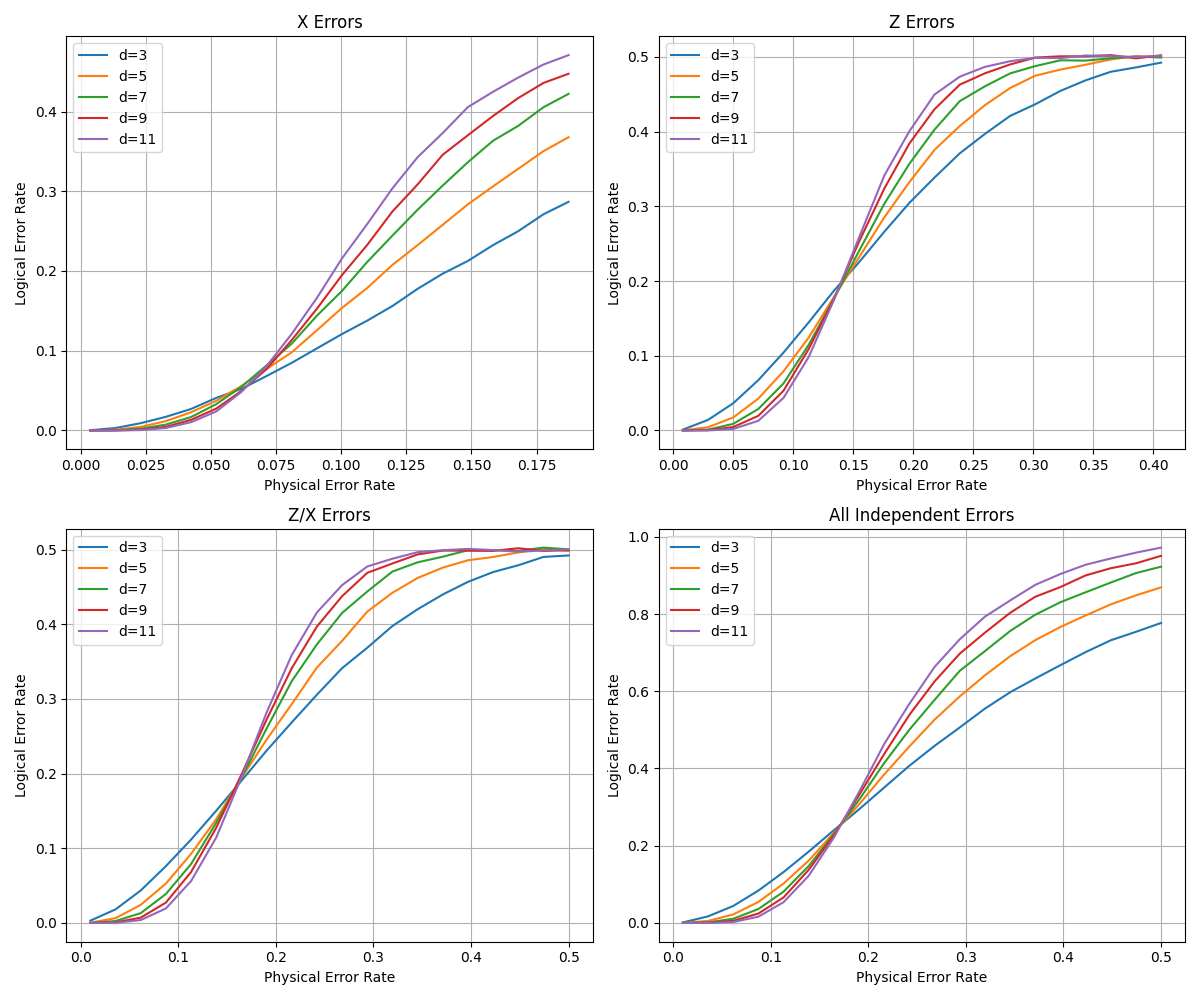 X Errors
d=3
d=5
d=7
d=9
d=11
Logical Error Rate
0.4
0.3
0.2
0.1
0.0
0.000 0.025 0.050 0.075 0.100 0.125 0.150 0.175
Physical Error Rate
Z Errors
d=3
d=5
d=7
d=9
d=11
Logical Error Rate
0.5
0.4
0.3
0.2
0.1
0.0
0.00 0.05 0.10 0.15 0.20 0.25 0.30 0.35 0.40
Physical Error Rate
Z/X Errors
d=3
d=5
d=7
d=9
d=11
Logical Error Rate
0.5
0.4
0.3
0.2
0.1
0.0
0.0 0.1 0.2 0.3 0.4 0.5
Physical Error Rate
All Independent Errors
d=3
d=5
d=7
d=9
d=11
Logical Error Rate
1.0
0.8
0.6
0.4
0.2
0.0
0.0 0.1 0.2 0.3 0.4 0.5
Physical Error Rate